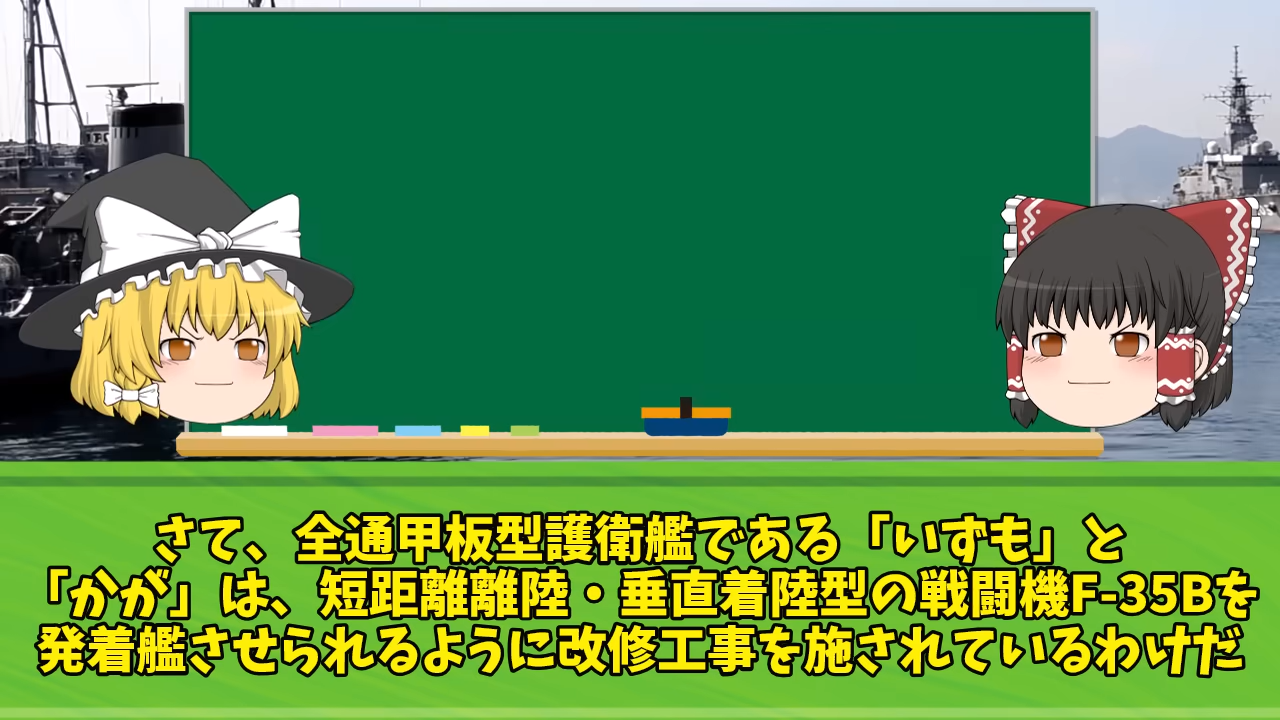 さて、全通甲板型護衛艦である「いずも」と
「かが」は、短距離離陸・垂直着陸型の戦闘機F-35Bを
発着艦させられるように改修工事を施されているわけだ